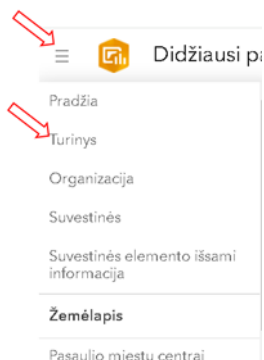 Didžiausi pa
Pradžia
Turinys
Organizacija
Suvestinės
Suvestinės elemento išsami
informacija
Žemėlapis
Pasaulio miestų centrai